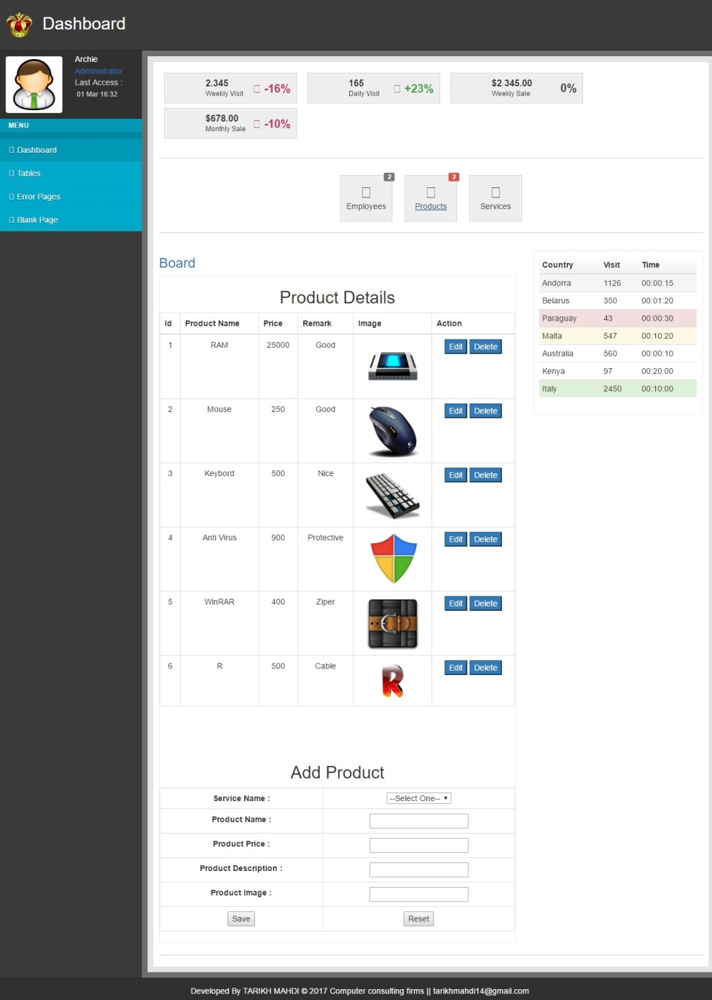 Dashboard
Archie
Administrator
Last Access :
01 Mar 16:32
MENU
Dashboard
Tables
Error Pages
Blank Page
2.345
Weekly Visit
-16%
165
Daily Visit
+23%
$2 345.00
Weekly Sale
0%
$678.00
Monthly Sale
-10%
2
Employees
2
Products
Services
Board
Product Details
Id Product Name Price Remark Image Action
1 RAM 25000 Good Edit Delete
2 Mouse 250 Good Edit Delete
3 Keybord 500 Nice Edit Delete
4 Anti Virus 900 Protective Edit Delete
5 WinRAR 400 Ziper Edit Delete
6 R 500 Cable R Edit Delete
Country Visit Time
Andorra 1126 00:00:15
Belarus 350 00:01:20
Paraguay 43 00:00:30
Malta 547 00:10:20
Australia 560 00:00:10
Kenya 97 00:20:00
Italy 2450 00:10:00
Add Product
Service Name : --Select One--
Product Name :
Product Price :
Product Description :
Product Image :
Save Reset
Developed By TARIKH MAHDI © 2017 Computer consulting firms || tarikhmahdi14@gmail.com